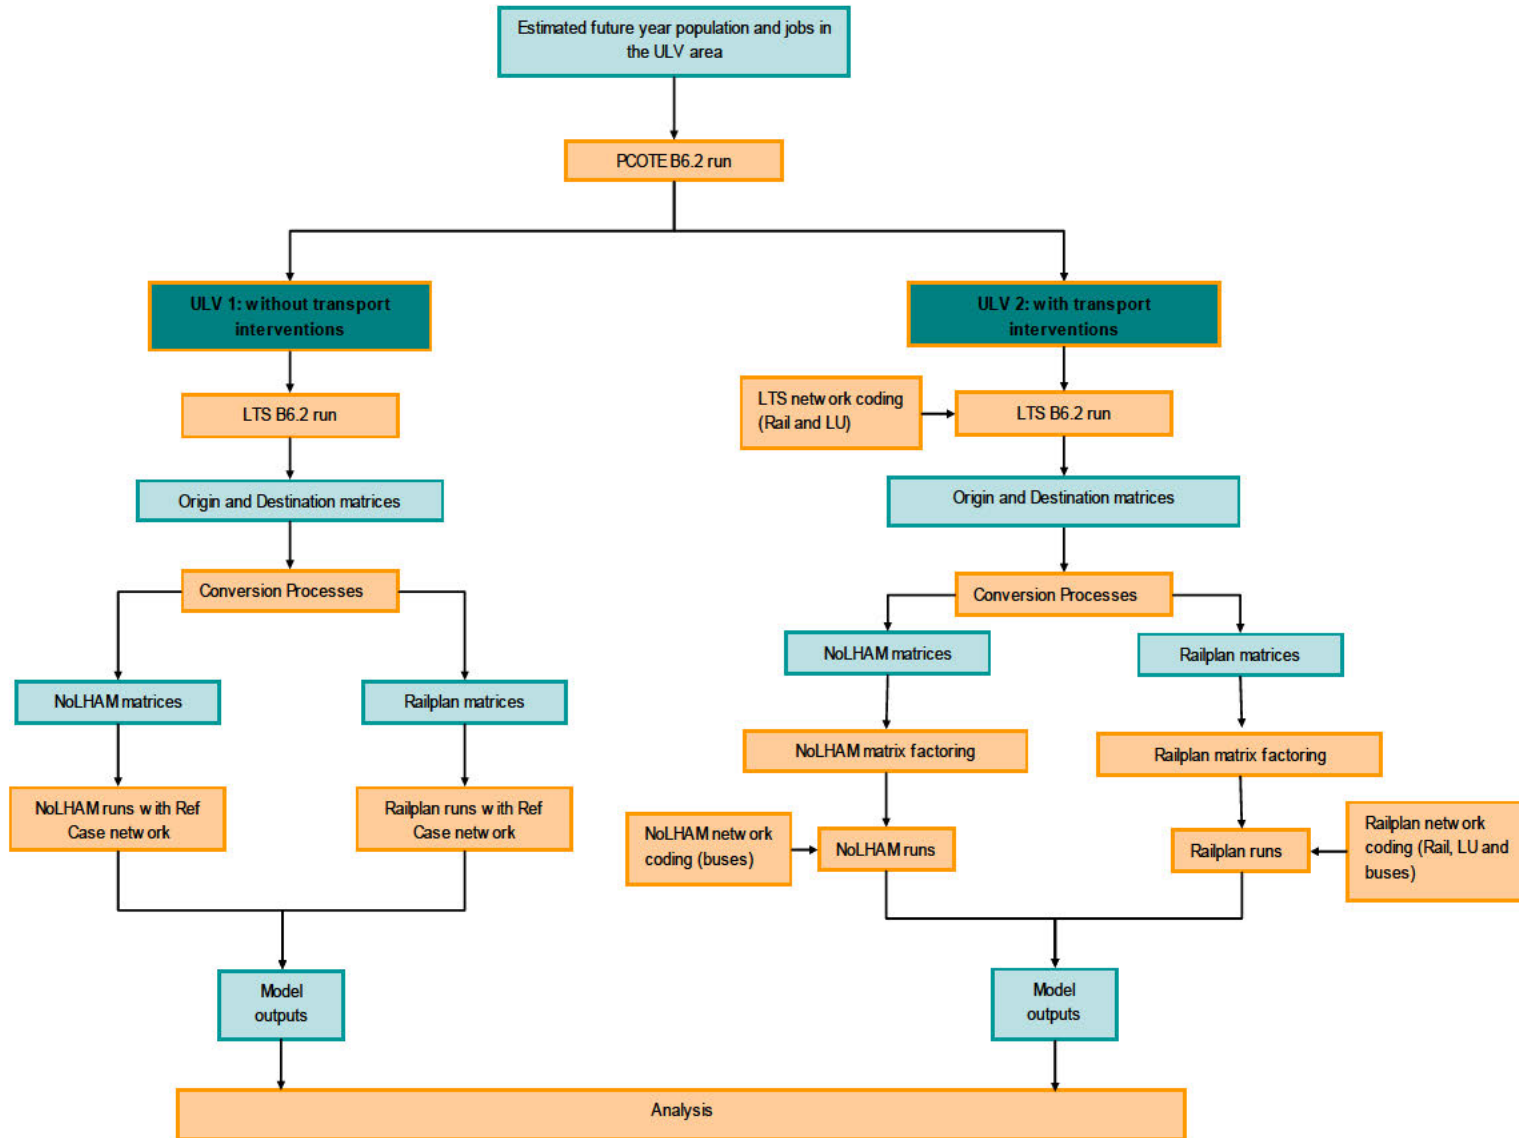 Estimated future year population and jobs in
the ULV area
PCOTE B6.2 run
ULV 1: without transport
interventions
ULV 2: with transport
interventions
LTS B6.2 run
LTS network coding
(Rail and LU)
LTS B6.2 run
Origin and Destination matrices
Origin and Destination matrices
Conversion Processes
Conversion Processes
NoLHAM matrices
Railplan matrices
NoLHAM matrices
Railplan matrices
NoLHAM matrix factoring
Railplan matrix factoring
NoLHAM runs with Ref
Case network
Railplan runs with Ref
Case network
NoLHAM network
coding (buses)
NoLHAM runs
Railplan runs
Railplan network
coding (Rail, LU and
buses)
Model
outputs
Model
outputs
Analysis